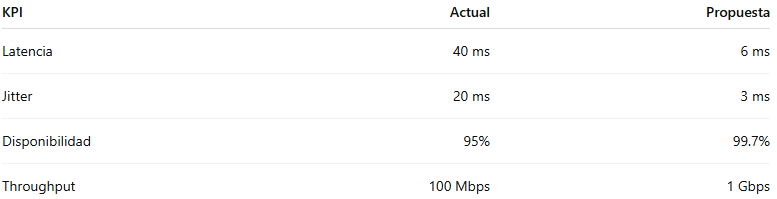 KPI Actual Propuesta
Latencia 40 ms 6 ms
Jitter 20 ms 3 ms
Disponibilidad 95% 99.7%
Throughput 100 Mbps 1 Gbps